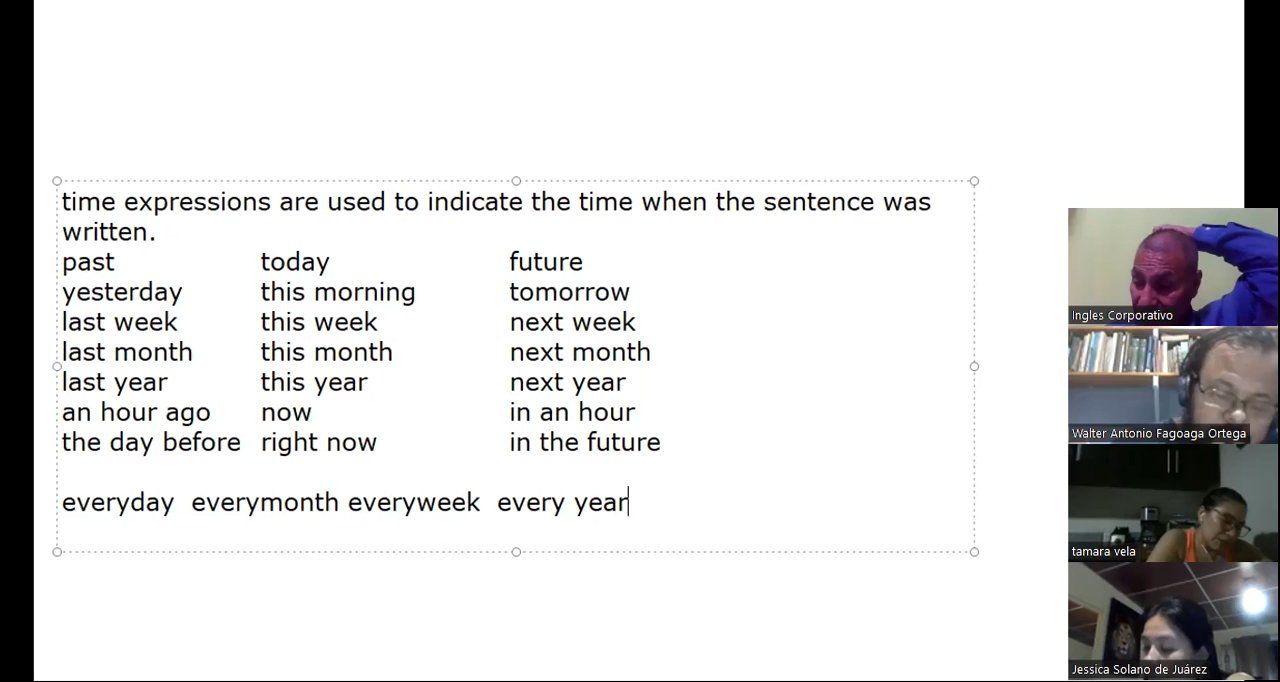 time expressions are used to indicate the time when the sentence was
written.
past today future
yesterday this morning tomorrow
last week this week next week
last month this month next month
last year this year next year
an hour ago now in an hour
the day before right now in the future
everyday everymonth everyweek every year
Ingles Corporativo
Walter Antonio Fagoaga Ortega
tamara vela
Jessica Solano de Juárez